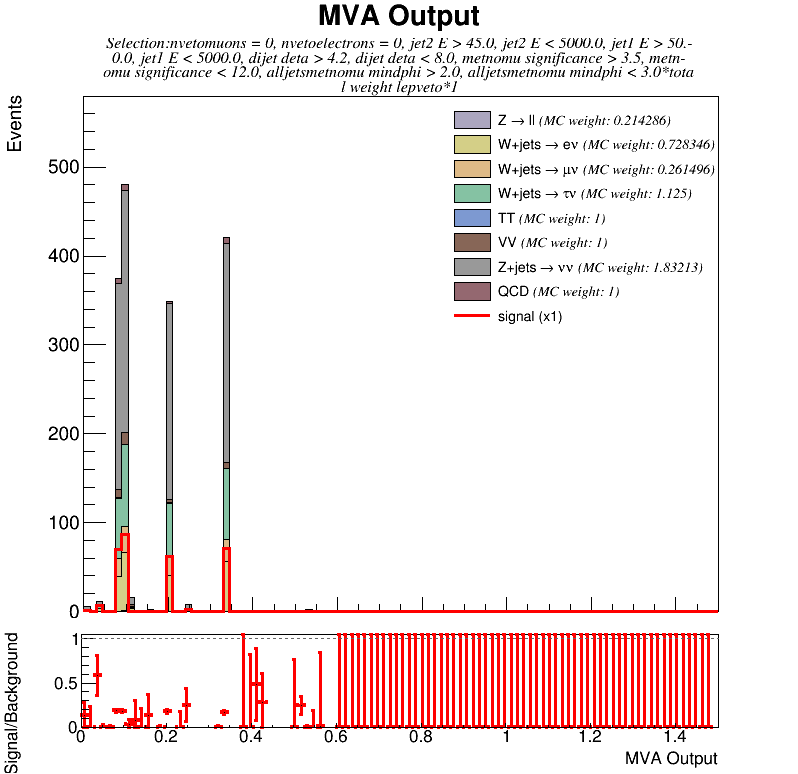 MVA Output
Selection:nvetomuons = 0, nvetoelectrons = 0, jet2 E > 45.0, jet2 E < 5000.0, jet1 E > 50.-
0.0, jet1 E < 5000.0, dijet deta > 4.2, dijet deta < 8.0, metnomu significance > 3.5, metn-
omu significance < 12.0, alljetsmetnomu mindphi > 2.0, alljetsmetnomu mindphi < 3.0*tota
l weight lepveto*1
Events
500
400
300
200
100
0
Z → ll (MC weight: 0.214286)
W+jets → eν (MC weight: 0.728346)
W+jets → μν (MC weight: 0.261496)
W+jets → τν (MC weight: 1.125)
TT (MC weight: 1)
VV (MC weight: 1)
Z+jets → νν (MC weight: 1.83213)
QCD (MC weight: 1)
signal (x1)
Signal/Background
1
0.5
0
0 0.2 0.4 0.6 0.8 1 1.2 1.4
MVA Output